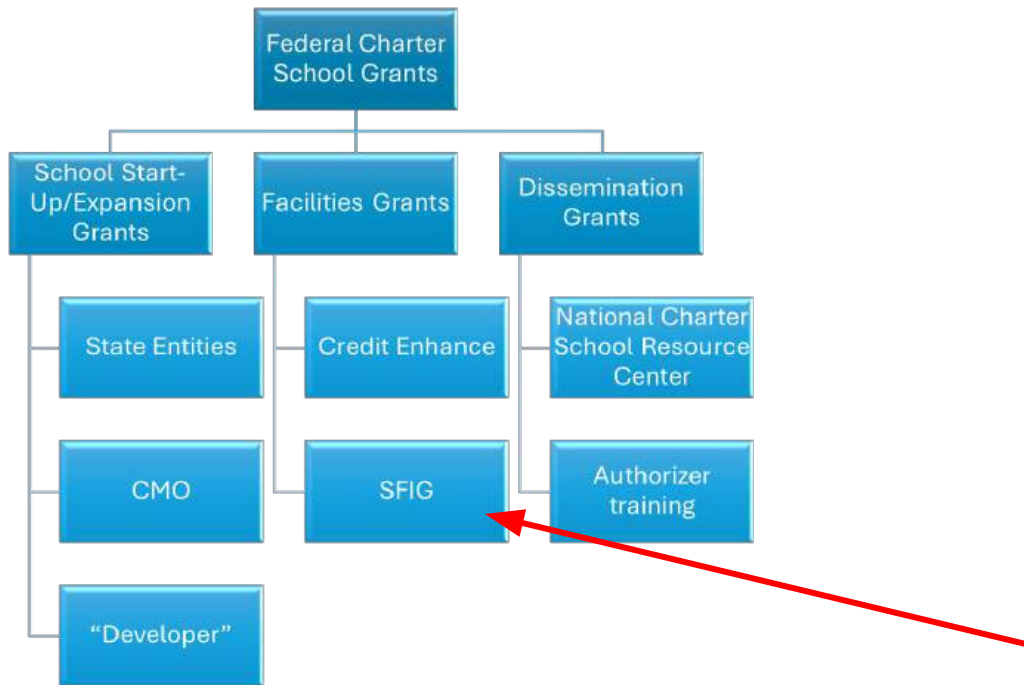 Federal Charter
School Grants
School Start-
Up/Expansion
Grants
Facilities Grants
Dissemination
Grants
State Entities
Credit Enhance
National Charter
School Resource
Center
CMO
SFIG
Authorizer
training
“Developer”